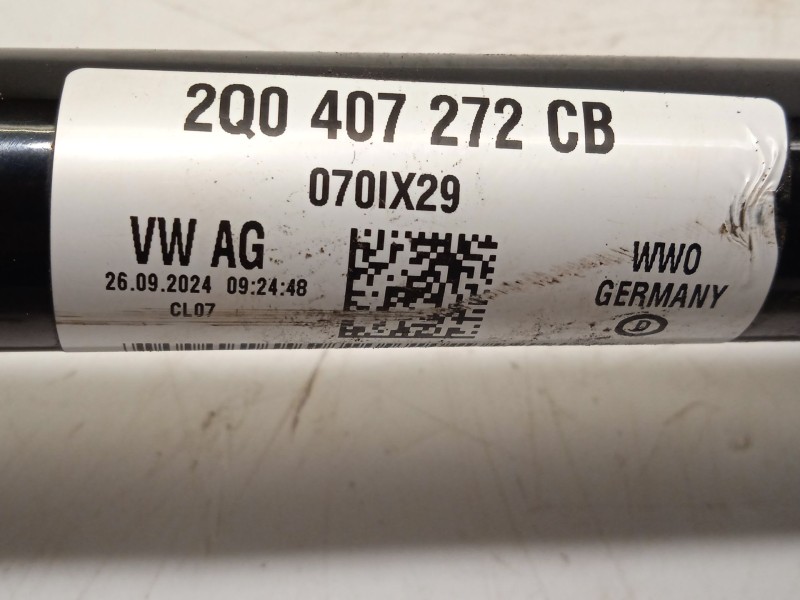 2Q0 407 272 CB
070IX29
VW AG
26.09.2024 09:24:48
CL07
WWO
GERMANY
D